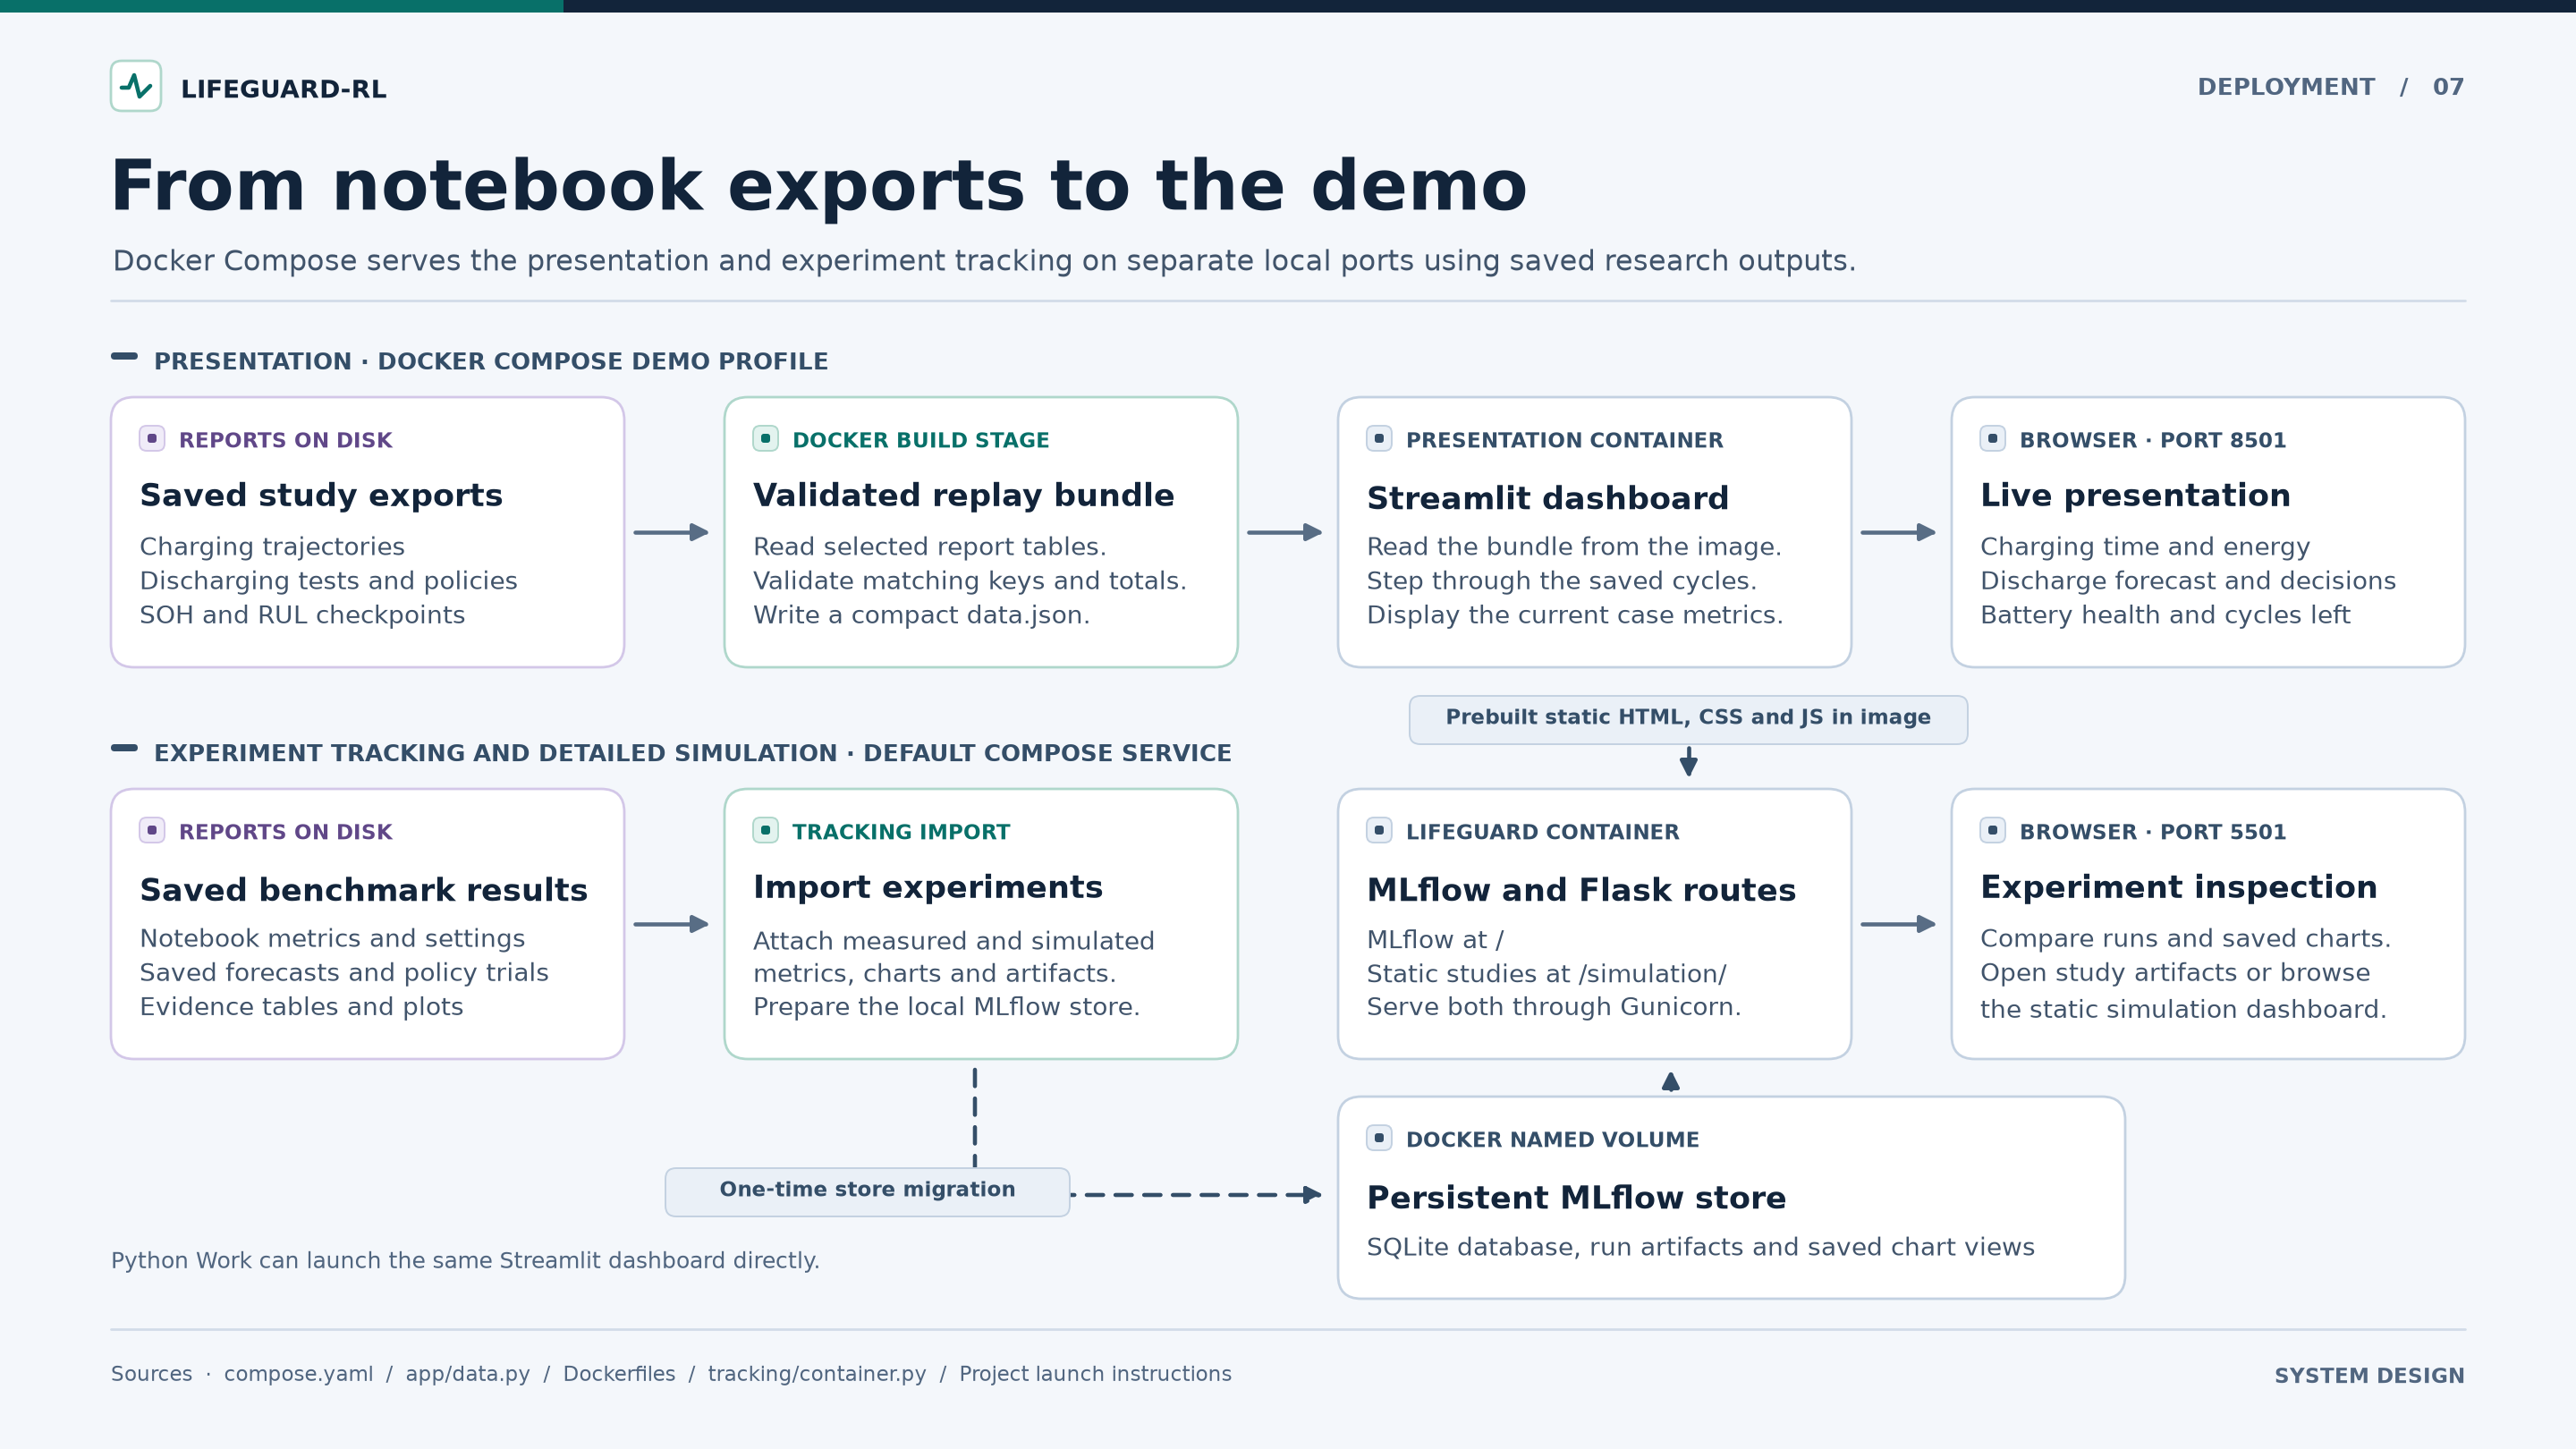 LIFEGUARD-RL
DEPLOYMENT / 07
From notebook exports to the demo
Docker Compose serves the presentation and experiment tracking on separate local ports using saved research outputs.
PRESENTATION · DOCKER COMPOSE DEMO PROFILE
REPORTS ON DISK
Saved study exports
Charging trajectories
Discharging tests and policies
SOH and RUL checkpoints
DOCKER BUILD STAGE
Validated replay bundle
Read selected report tables.
Validate matching keys and totals.
Write a compact data.json.
PRESENTATION CONTAINER
Streamlit dashboard
Read the bundle from the image.
Step through the saved cycles.
Display the current case metrics.
BROWSER · PORT 8501
Live presentation
Charging time and energy
Discharge forecast and decisions
Battery health and cycles left
Prebuilt static HTML, CSS and JS in image
EXPERIMENT TRACKING AND DETAILED SIMULATION · DEFAULT COMPOSE SERVICE
REPORTS ON DISK
Saved benchmark results
Notebook metrics and settings
Saved forecasts and policy trials
Evidence tables and plots
TRACKING IMPORT
Import experiments
Attach measured and simulated
metrics, charts and artifacts.
Prepare the local MLflow store.
LIFEGUARD CONTAINER
MLflow and Flask routes
MLflow at /
Static studies at /simulation/
Serve both through Gunicorn.
BROWSER · PORT 5501
Experiment inspection
Compare runs and saved charts.
Open study artifacts or browse
the static simulation dashboard.
One-time store migration
DOCKER NAMED VOLUME
Persistent MLflow store
SQLite database, run artifacts and saved chart views
Python Work can launch the same Streamlit dashboard directly.
Sources · compose.yaml / app/data.py / Dockerfiles / tracking/container.py / Project launch instructions
SYSTEM DESIGN